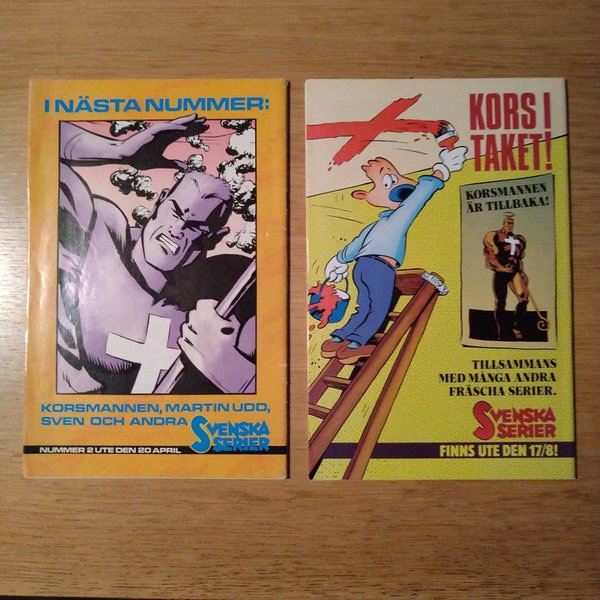 I NÄSTA NUMMER:
KORSMANNEN, MARTIN UDD,
SVEN OCH ANDRA
SVENSKA
SERIER
NUMMER 2 UTE DEN 20 APRIL
KORS I
TAKET!
KORSMANNEN
ÄR TILLBAKA!
TILLSAMMANS
MED MÅNGA ANDRA
FRÄSCHA SERIER.
SVENSKA
SERIER
FINNS UTE DEN 17/8!